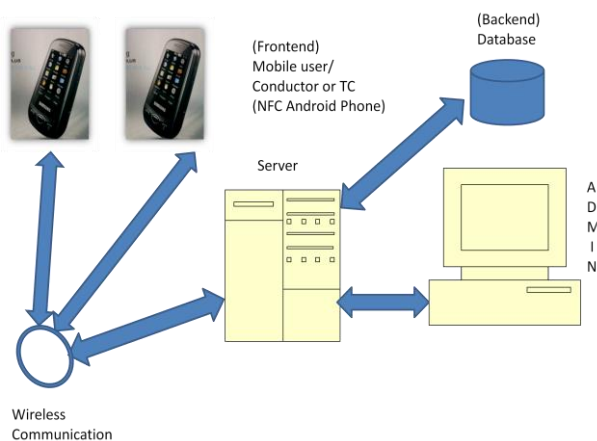 (Backend)
Database
(Frontend)
Mobile user/
Conductor or TC
(NFC Android Phone)
Server
A
D
M
I
N
Wireless
Communication